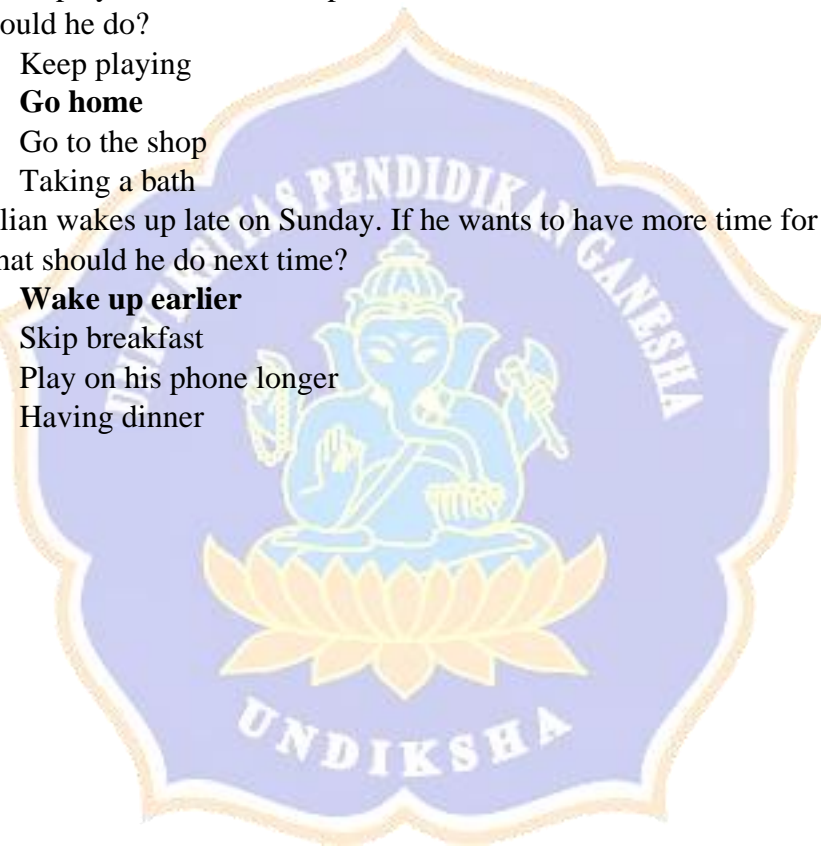 ould he do?
Keep playing
Go home
Go to the shop
Taking a bath
lian wakes up late on Sunday. If he wants to have more time for
hat should he do next time?
Wake up earlier
Skip breakfast
Play on his phone longer
Having dinner
UNIVERSITAS PENDIDIKAN GANESHA
UNDIKSHA